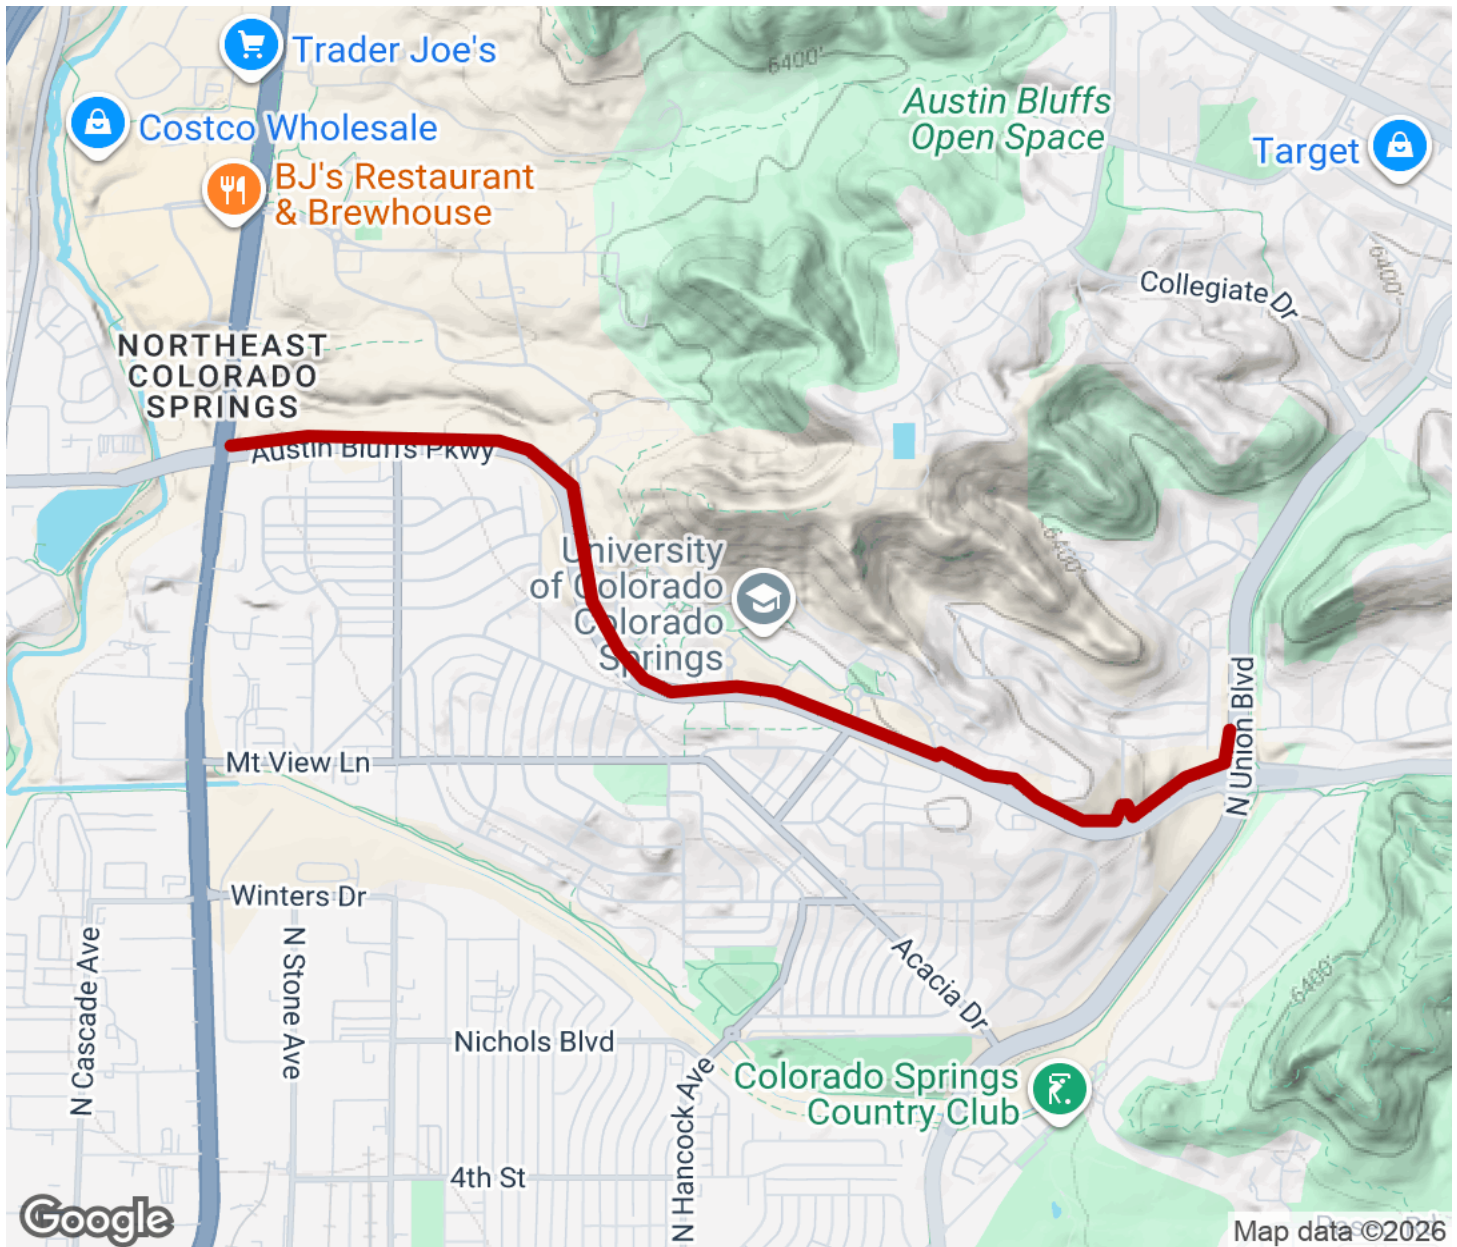 Trader Joe's
Costco Wholesale
BJ's Restaurant
& Brewhouse
6400'
Austin Bluffs
Open Space
Target
Collegiate Dr
6400'
NORTHEAST
COLORADO
SPRINGS
Austin Bluffs Pkwy
6400'
University
of Colorado
Colorado
Springs
N Union Blvd
Mt View Ln
Winters Dr
N Cascade Ave
N Stone Ave
Acacia Dr
6400'
Nichols Blvd
N Hancock Ave
Colorado Springs
Country Club
4th St
Google
Map data ©2026